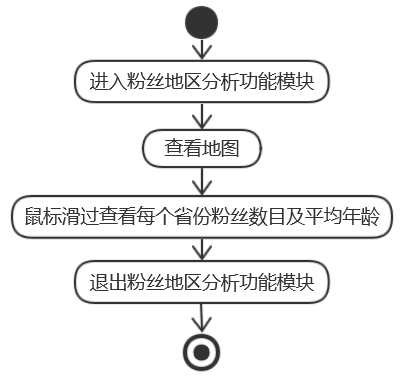 进入粉丝地区分析功能模块
查看地图
鼠标滑过查看每个省份粉丝数目及平均年龄
退出粉丝地区分析功能模块